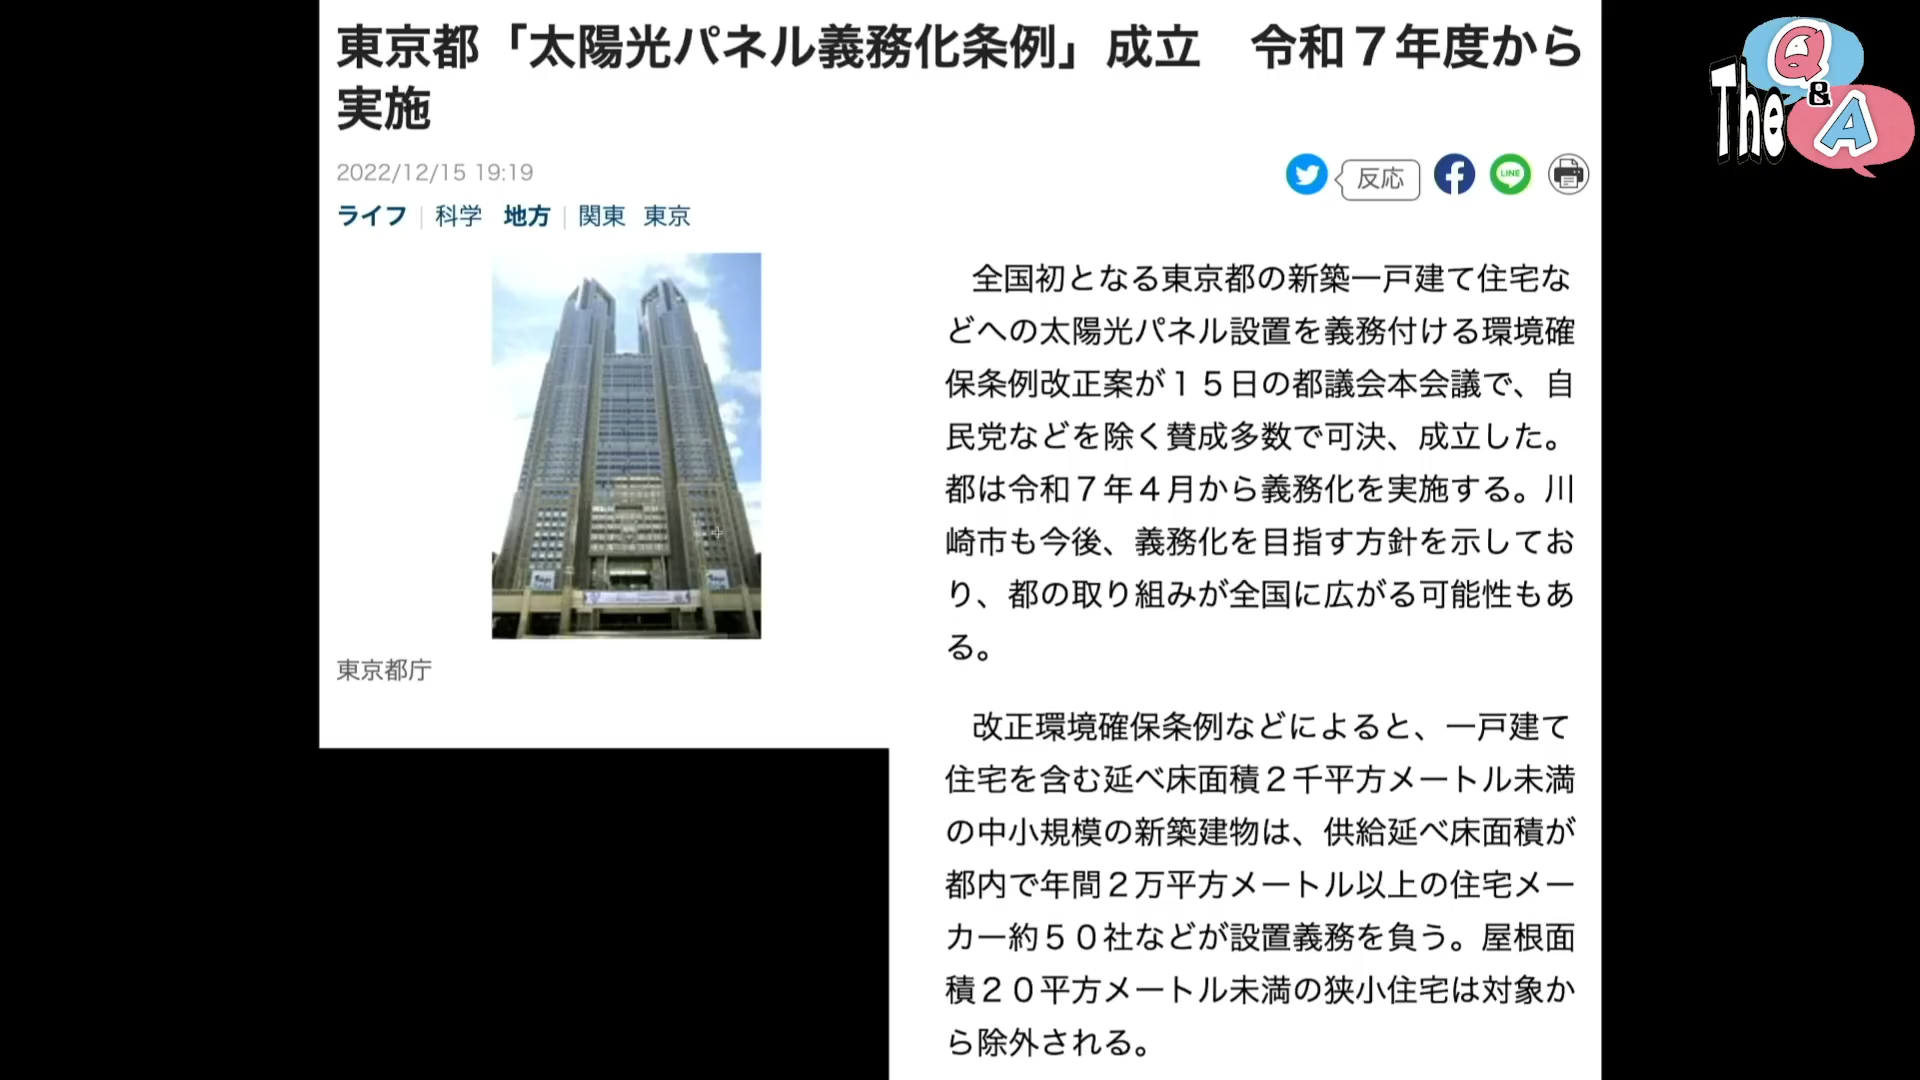 東京都「太陽光パネル義務化条例」成立　令和７年度から
実施
2022/12/15 19:19
反応
LINE
ライフ | 科学 地方 | 関東 東京
東京都庁
全国初となる東京都の新築一戸建て住宅な
どへの太陽光パネル設置を義務付ける環境確
保条例改正案が１５日の都議会本会議で、自
民党などを除く賛成多数で可決、成立した。
都は令和７年４月から義務化を実施する。川
崎市も今後、義務化を目指す方針を示してお
り、都の取り組みが全国に広がる可能性もあ
る。
改正環境確保条例などによると、一戸建て
住宅を含む延べ床面積２千平方メートル未満
の中小規模の新築建物は、供給延べ床面積が
都内で年間２万平方メートル以上の住宅メー
カー約５０社などが設置義務を負う。屋根面
積２０平方メートル未満の狭小住宅は対象か
ら除外される。
The Q & A